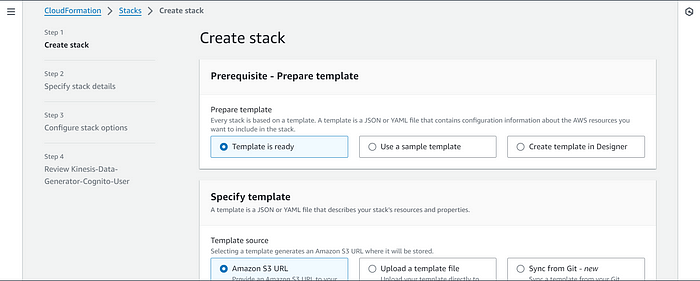 CloudFormation > Stacks > Create stack
Step 1
Create stack
Step 2
Specify stack details
Step 3
Configure stack options
Step 4
Review Kinesis-Data-
Generator-Cognito-User
Create stack
Prerequisite - Prepare template
Prepare template
Every stack is based on a template. A template is a JSON or YAML file that contains configuration information about the AWS resources you
want to include in the stack.
Template is ready
Use a sample template
Create template in Designer
Specify template
A template is a JSON or YAML file that describes your stack's resources and properties.
Template source
Selecting a template generates an Amazon S3 URL where it will be stored.
Amazon S3 URL
Provide an Amazon S3 URL to your
Upload a template file
Upload your template directly to
Sync from Git - new
Sync a template from your Git